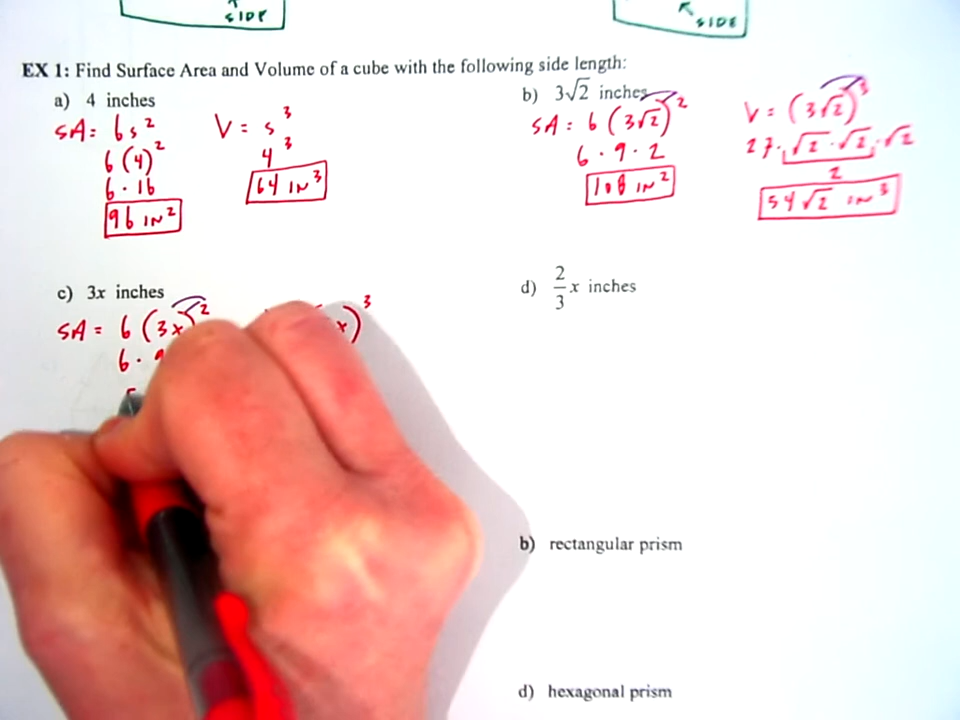 SIDE
SIDE
EX 1: Find Surface Area and Volume of a cube with the following side length:
a) 4 inches
SA = 6s²
6(4)²
6 · 16
96 IN²
V = s³
4³
64 IN³
b) 3√2 inches
SA = 6(3√2)²
6 · 9 · 2
108 IN²
V = (3√2)³
27 · √2 · √2 · √2
2
54√2 IN³
c) 3x inches
SA = 6(3x)²
6 ·
x)³
d) 2/3 x inches
b) rectangular prism
d) hexagonal prism